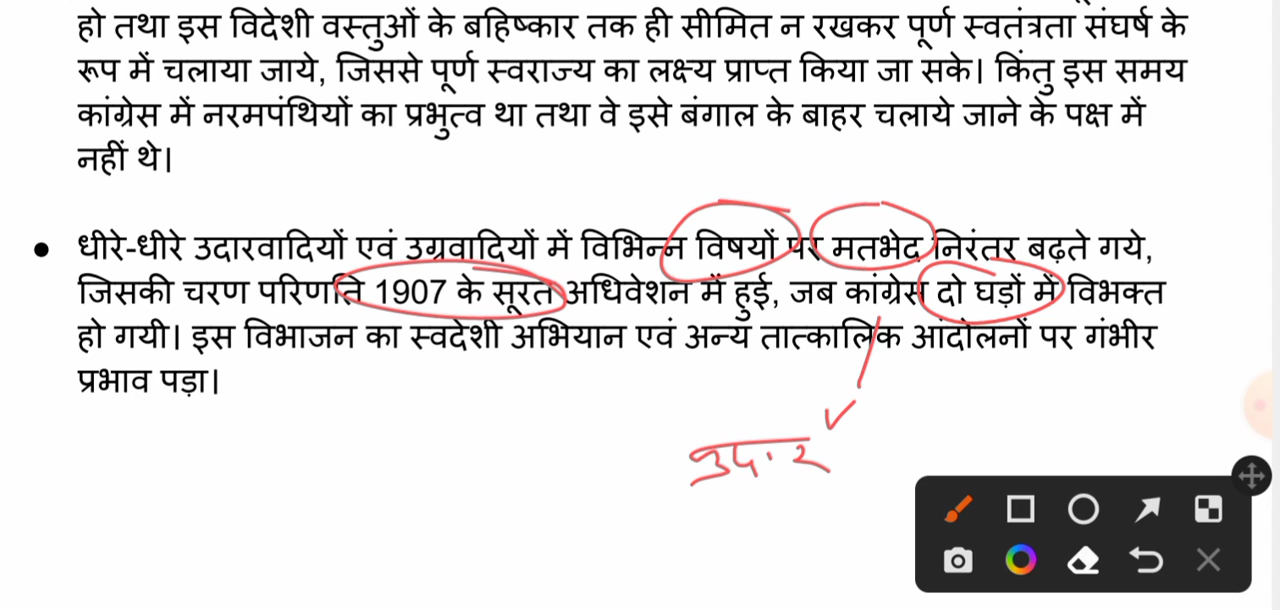 हो तथा इस विदेशी वस्तुओं के बहिष्कार तक ही सीमित न रखकर पूर्ण स्वतंत्रता संघर्ष के
रूप में चलाया जाये, जिससे पूर्ण स्वराज्य का लक्ष्य प्राप्त किया जा सके। किंतु इस समय
कांग्रेस में नरमपंथियों का प्रभुत्व था तथा वे इसे बंगाल के बाहर चलाये जाने के पक्ष में
नहीं थे।
● धीरे-धीरे उदारवादियों एवं उग्रवादियों में विभिन्न विषयों पर मतभेद निरंतर बढ़ते गये,
जिसकी चरण परिणति 1907 के सूरत अधिवेशन में हुई, जब कांग्रेस दो घड़ों में विभक्त
हो गयी। इस विभाजन का स्वदेशी अभियान एवं अन्य तात्कालिक आंदोलनों पर गंभीर
प्रभाव पड़ा।